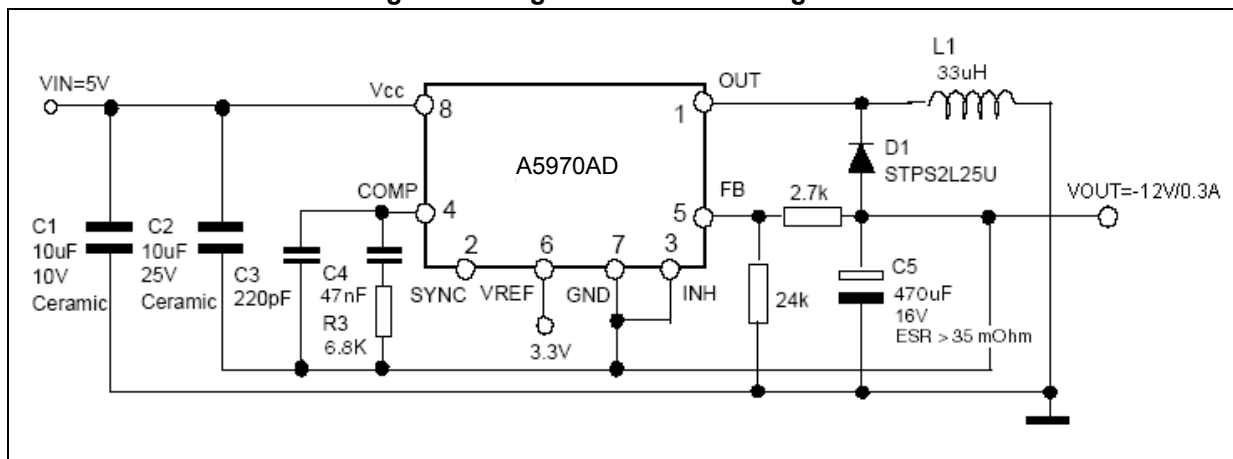 VIN=5V
Vcc
8
OUT
1
L1
33uH
A5970AD
D1
STPS2L25U
COMP
4
FB
5
2.7k
VOUT=-12V/0.3A
C1
10uF
10V
Ceramic
C2
10uF
25V
Ceramic
C3
220pF
C4
47nF
R3
6.8K
2
SYNC
6
VREF
3.3V
7
GND
3
INH
24k
C5
470uF
16V
ESR > 35 mOhm